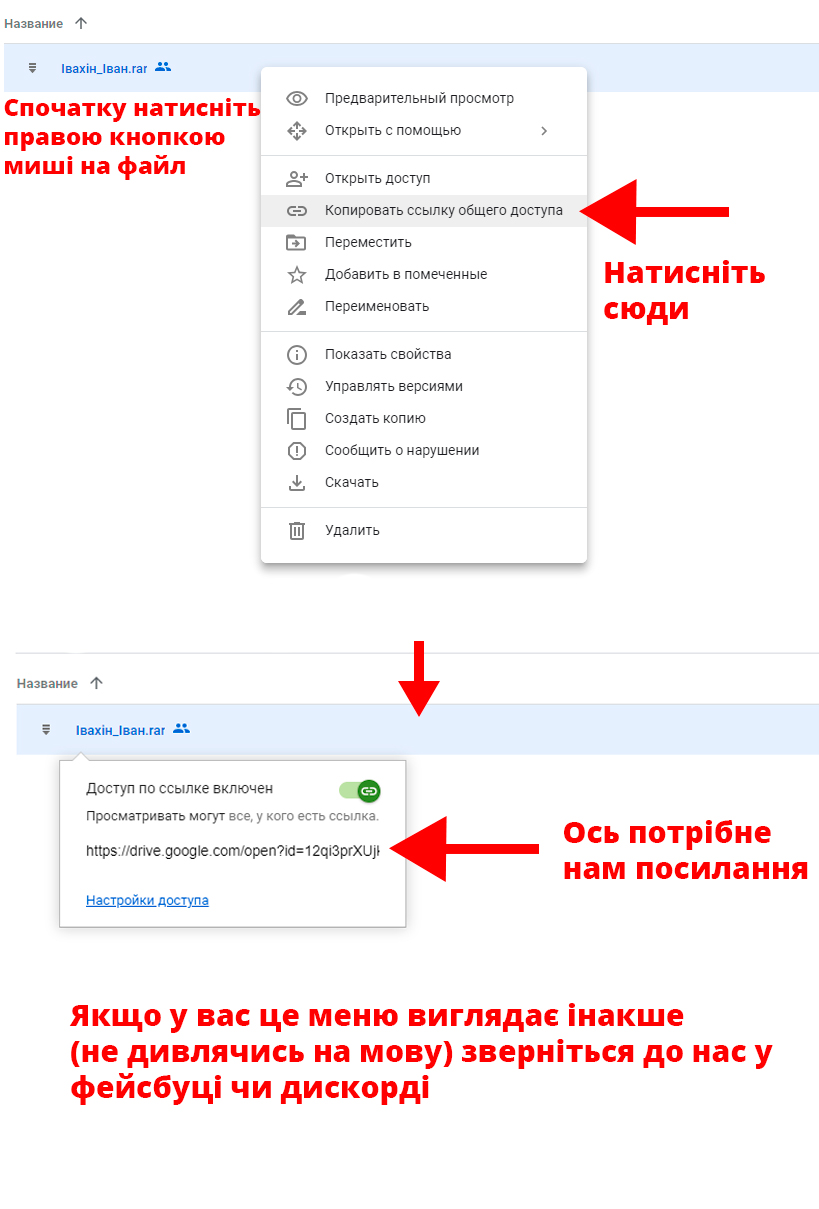 Название
Івахін_Іван.rar
Спочатку натисніть
правою кнопкою
миші на файл
Предварительный просмотр
Открыть с помощью
Открыть доступ
Копировать ссылку общего доступа
Переместить
Добавить в помеченные
Переименовать
Натисніть
сюди
Показать свойства
Управлять версиями
Создать копию
Сообщить о нарушении
Скачать
Удалить
Название
Івахін_Іван.rar
Доступ по ссылке включен
Просматривать могут все, у кого есть ссылка.
https://drive.google.com/open?id=12qi3prXUj
Настройки доступа
Ось потрібне
нам посилання
Якщо у вас це меню виглядає інакше
(не дивлячись на мову) зверніться до нас у
фейсбуці чи дискорді